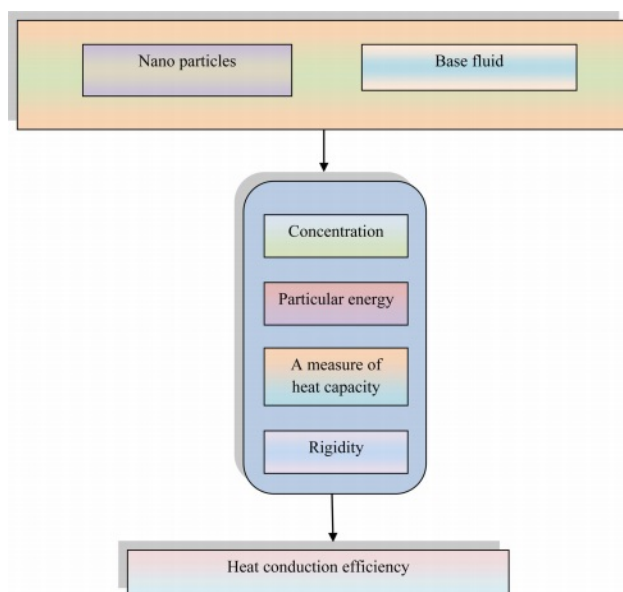 Nano particles
Base fluid
Concentration
Particular energy
A measure of
heat capacity
Rigidity
Heat conduction efficiency